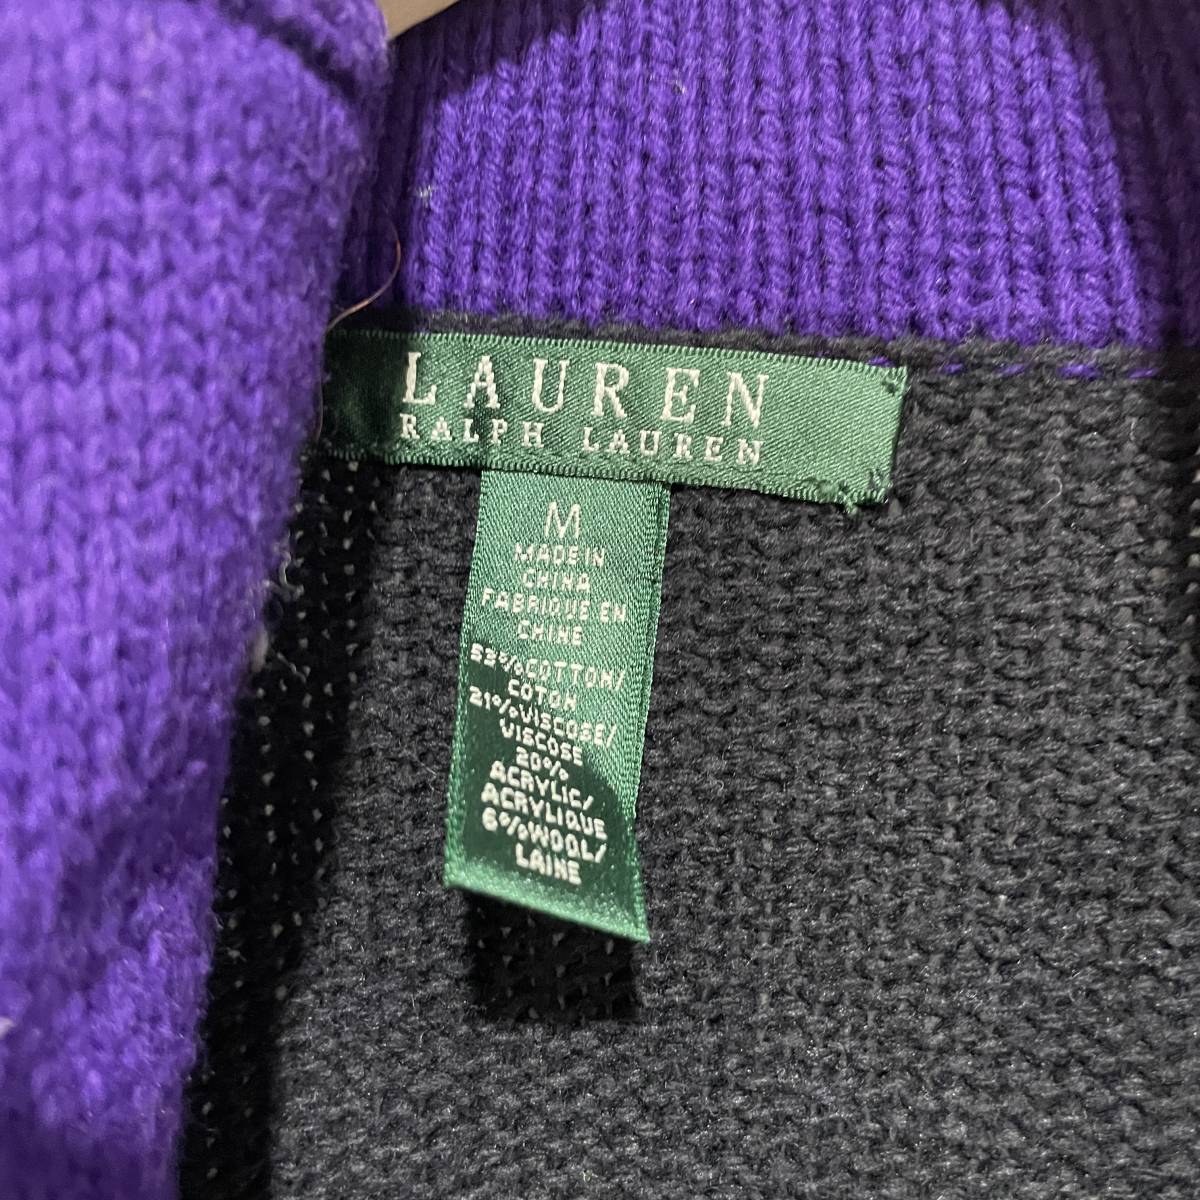 LAUREN
RALPH LAUREN
M
MADE IN
CHINA
FABRIQUE EN
CHINE
53%COTTON/
COTON
21%VISCOSE/
VISCOSE
20%
ACRYLIC/
ACRYLIQUE
6%WOOL/
LAINE